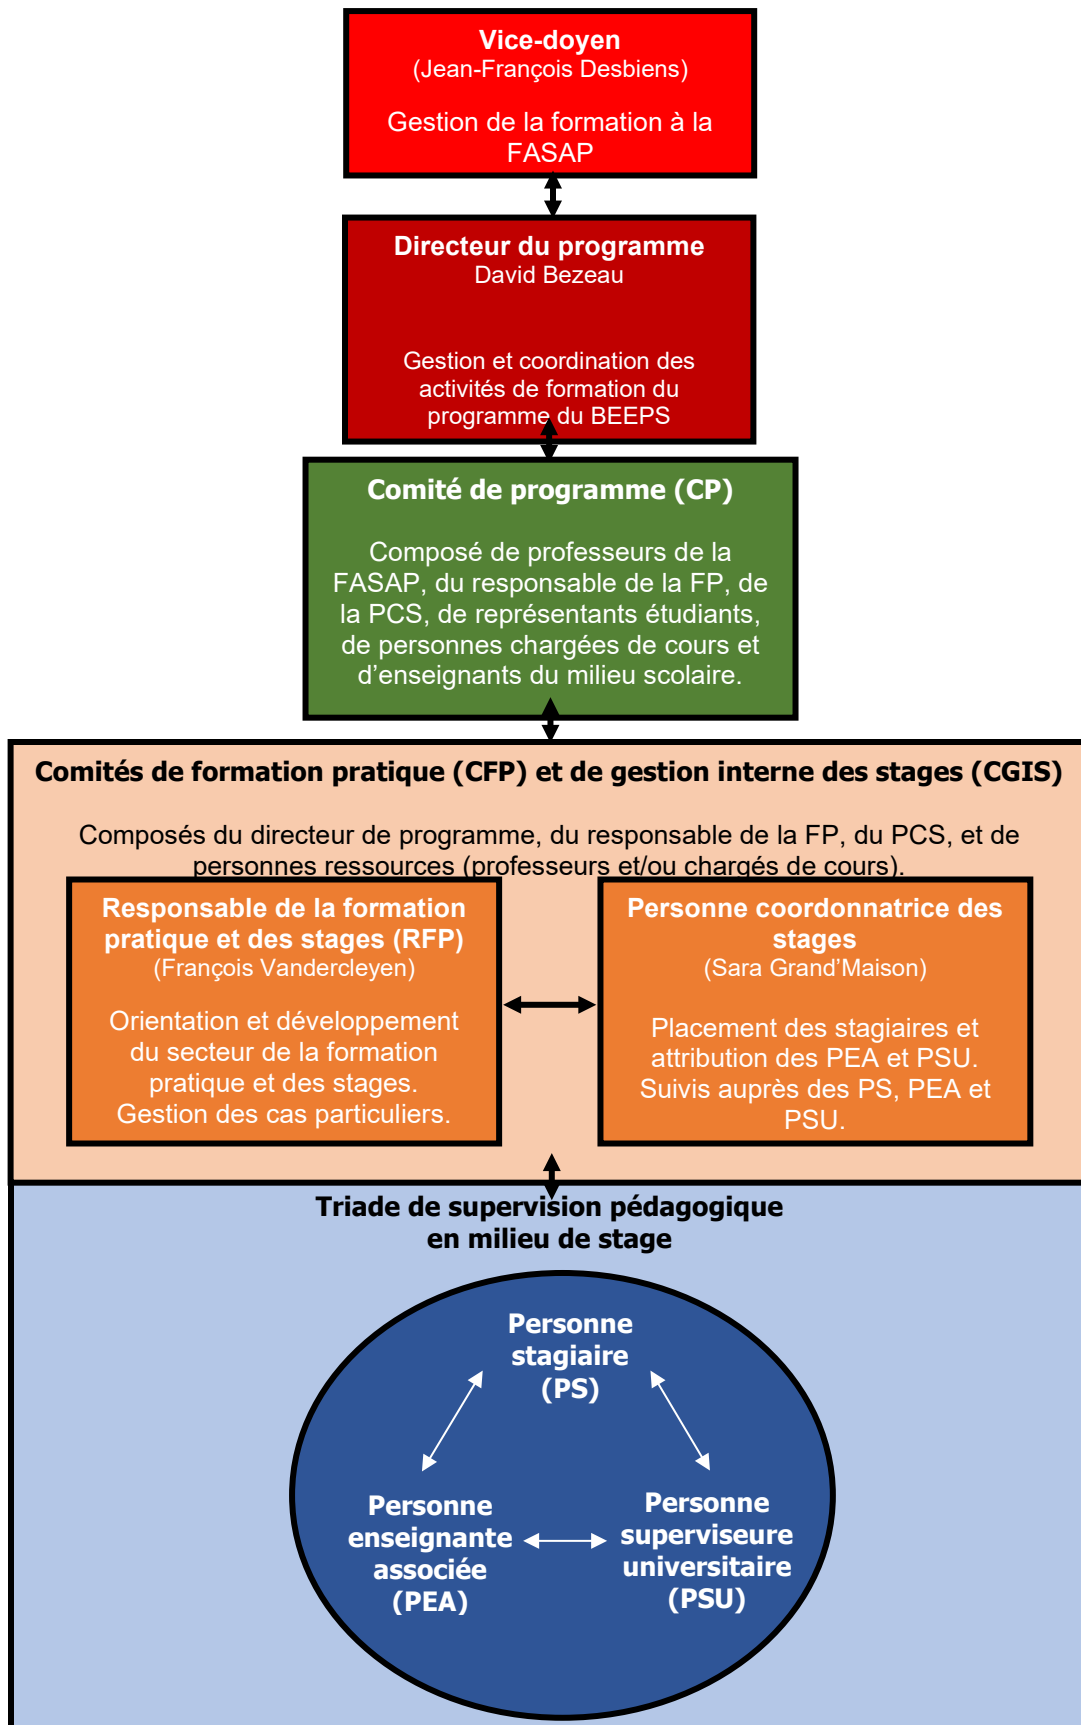 Vice-doyen
(Jean-François Desbiens)
Gestion de la formation à la
FASAP
Directeur du programme
David Bezeau
Gestion et coordination des
activités de formation du
programme du BEEPS
Comité de programme (CP)
Composé de professeurs de la
FASAP, du responsable de la FP, de
la PCS, de représentants étudiants,
de personnes chargées de cours et
d’enseignants du milieu scolaire.
Comités de formation pratique (CFP) et de gestion interne des stages (CGIS)
Composés du directeur de programme, du responsable de la FP, du PCS, et de
personnes ressources (professeurs et/ou chargés de cours).
Responsable de la formation
pratique et des stages (RFP)
(François Vandercleyen)
Orientation et développement
du secteur de la formation
pratique et des stages.
Gestion des cas particuliers.
Personne coordonnatrice des
stages
(Sara Grand’Maison)
Placement des stagiaires et
attribution des PEA et PSU.
Suivis auprès des PS, PEA et
PSU.
Triade de supervision pédagogique
en milieu de stage
Personne
stagiaire
(PS)
Personne
enseignante
associée
(PEA)
Personne
superviseure
universitaire
(PSU)